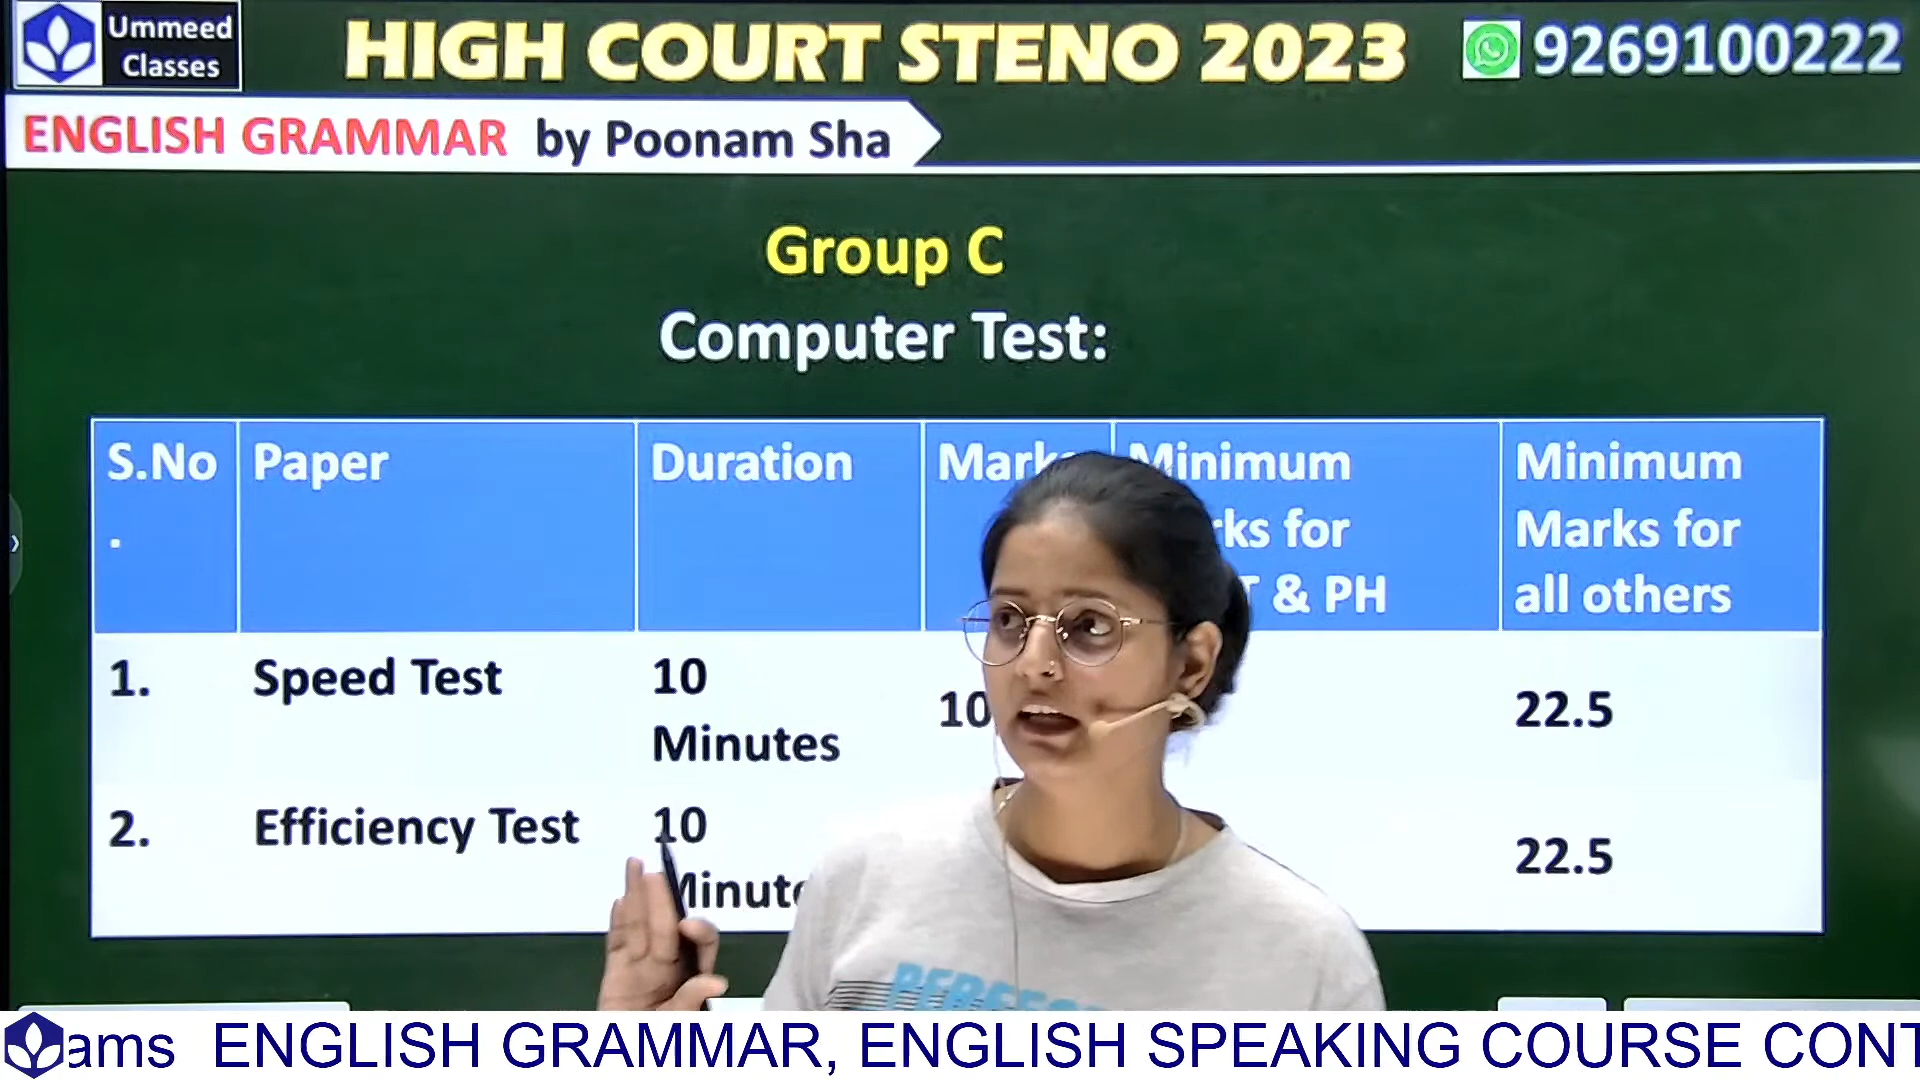 Ummeed
Classes
HIGH COURT STENO 2023
9269100222
ENGLISH GRAMMAR by Poonam Sha
Group C
Computer Test:
S.No
.
Paper
Duration
Minimum
& PH
Minimum
Marks for
all others
for
1.
Speed Test
10
Minutes
22.5
2.
Efficiency Test
10
22.5
ams ENGLISH GRAMMAR, ENGLISH SPEAKING COURSE CONT